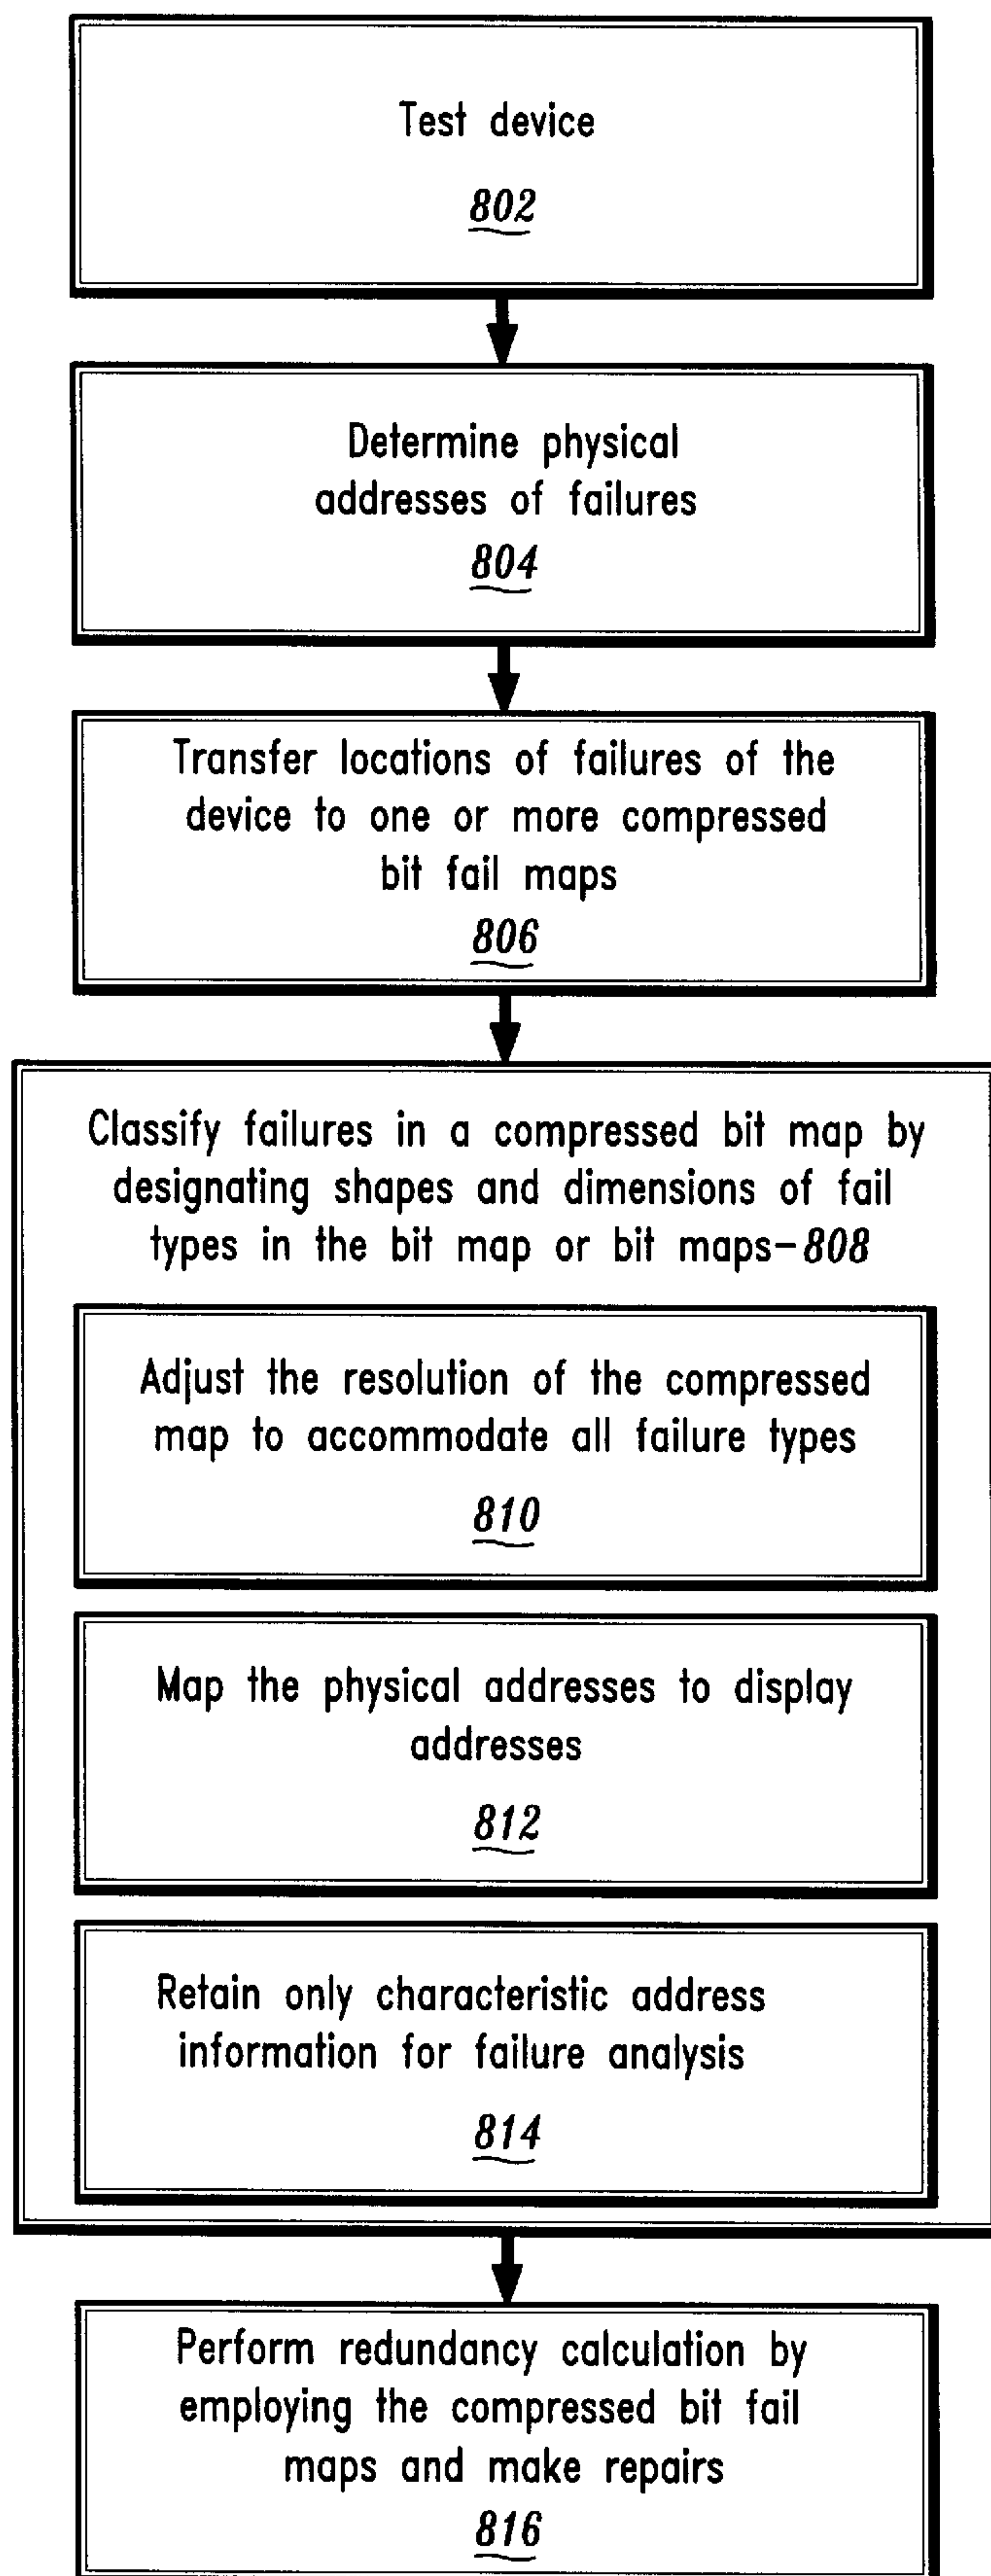 Test device
802
Determine physical
addresses of failures
804
Transfer locations of failures of the
device to one or more compressed
bit fail maps
806
Classify failures in a compressed bit map by
designating shapes and dimensions of fail
types in the bit map or bit maps-808
Adjust the resolution of the compressed
map to accommodate all failure types
810
Map the physical addresses to display
addresses
812
Retain only characteristic address
information for failure analysis
814
Perform redundancy calculation by
employing the compressed bit fail
maps and make repairs
816